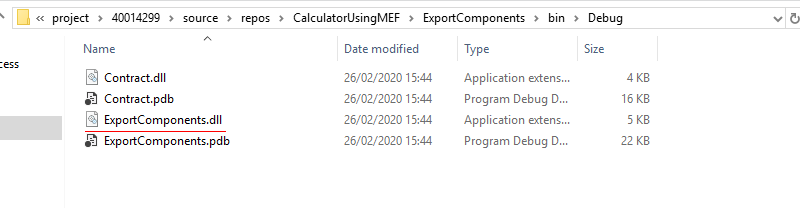 « project > 40014299 > source > repos > CalculatorUsingMEF > ExportComponents > bin > Debug
Name Date modified Type Size
cess
Contract.dll 26/02/2020 15:44 Application extens... 4 KB
Contract.pdb 26/02/2020 15:44 Program Debug D... 16 KB
ExportComponents.dll 26/02/2020 15:44 Application extens... 5 KB
ExportComponents.pdb 26/02/2020 15:44 Program Debug D... 22 KB